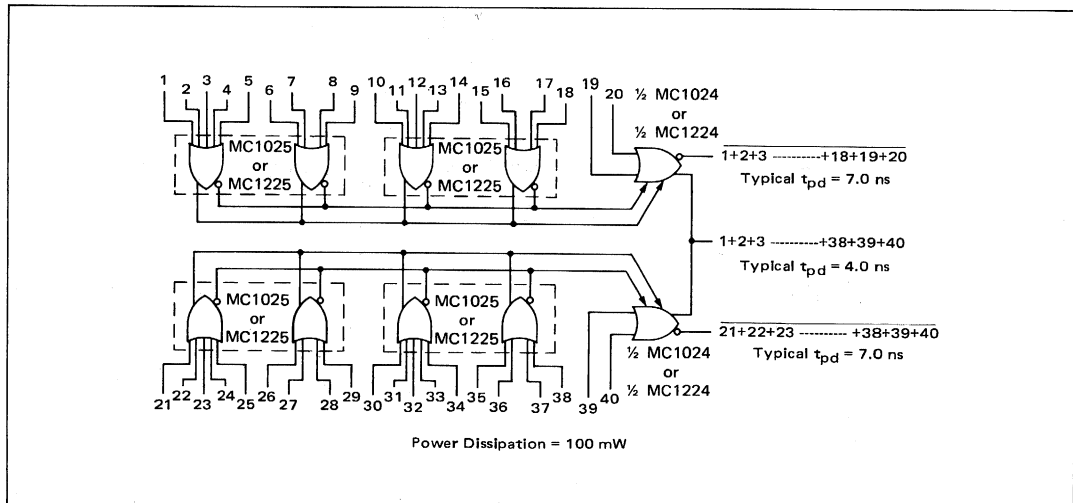 1 2 3 4 5 6 7 8 9 10 11 12 13 14 15 16 17 18 19 20
½ MC1024
or
½ MC1224
MC1025
or
MC1225
MC1025
or
MC1225
1+2+3 ----------+18+19+20
Typical tpd = 7.0 ns
1+2+3 ----------+38+39+40
Typical tpd = 4.0 ns
MC1025
or
MC1225
MC1025
or
MC1225
21+22+23 ---------- +38+39+40
Typical tpd = 7.0 ns
½ MC1024
or
½ MC1224
21 22 23 24 25 26 27 28 29 30 31 32 33 34 35 36 37 38 39 40
Power Dissipation = 100 mW